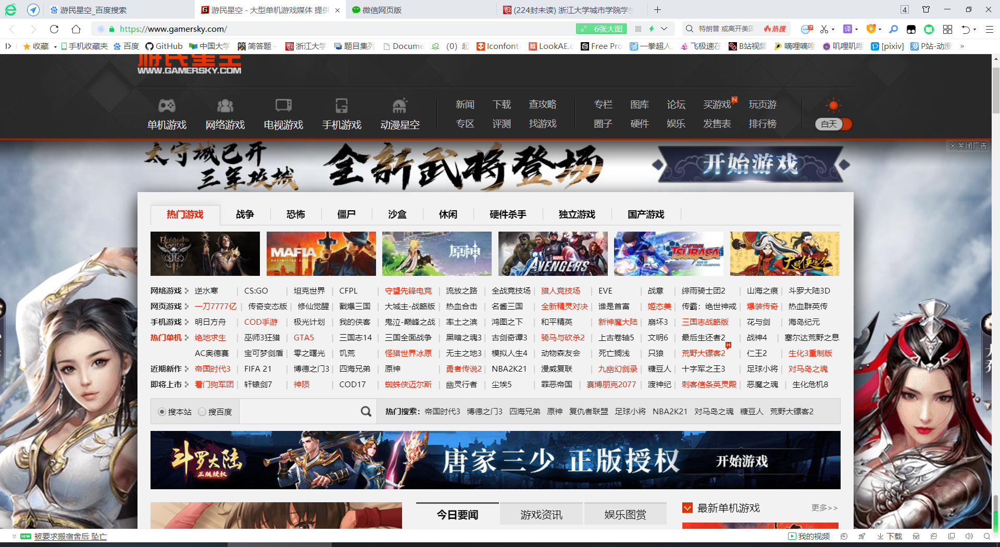 游民星空_百度搜索
游民星空 - 大型单机游戏媒体 提供
微信网页版
(224封未读) 浙江大学城市学院学生
4
https://www.gamersky.com/
6张大图
特朗普 或离开美国
热搜
7
译
收藏
手机收藏夹
百度
GitHub
中国大学
简答题 -
浙江大学
题目集列
Docume
(0) 起
Iconfont-
LookAE.c
Free Pro
一拳超人
飞极速在
B站视频
嘀哩嘀哩
叽哩叽哩
[pixiv]
P站-动漫
»
游民星空
WWW.GAMERSKY.COM
单机游戏 网络游戏 电视游戏 手机游戏 动漫星空
新闻 下载 查攻略 专栏 图库 论坛 买游戏 N 玩页游
专区 评测 找游戏 圈子 硬件 娱乐 发售表 排行榜
白天
关闭广告
太守城已开
三军攻城
全新武将登场
开始游戏
热门游戏 战争 恐怖 僵尸 沙盒 休闲 硬件杀手 独立游戏 国产游戏
Baldur's Gate
MAFIA
DEFINITIVE EDITION
原神
MARVEL
AVENGERS
CAPTAIN
TSUBASA
RISE OF
NEW CHAMPIONS
网络游戏 逆水寒 CS:GO 坦克世界 CFPL 守望先锋电竞 流放之路 全战竞技场 猎人竞技场 EVE 战意 绯雨骑士团2 山海之痕 斗罗大陆3D
网页游戏 一刀7777亿 传奇变态版 修仙觉醒 戳爆三国 大城主-战略版 热血合击 名酱三国 全新精灵对决 谁是首富 姬态美 传霸：绝世神戒 爆装传奇 热血群英传
手机游戏 明日方舟 COD手游 极光计划 我的侠客 鬼泣-巅峰之战 率土之滨 鸿图之下 和平精英 新神魔大陆 崩坏3 三国志战略版 花与剑 海岛纪元
热门单机 绝地求生 巫师3狂猎 GTA5 三国志14 三国全面战争 黑暗之魂3 古剑奇谭3 骑马与砍杀2 上古卷轴5 文明6 最后生还者2 战神4 塞尔达荒野之息
AC奥德赛 宝可梦剑盾 零之曙光 饥荒 怪猎世界冰原 无主之地3 模拟人生4 动物森友会 死亡搁浅 只狼 荒野大镖客2 H 仁王2 生化3重制版
近期新作 帝国时代3 FIFA 21 博德之门3 四海兄弟 原神 勇者传说2 NBA2K21 漫威复联 九幽幻剑录 糖豆人 十字军之王3 足球小将 对马岛之魂
即将上市 看门狗军团 轩辕剑7 神陨 COD17 蜘蛛侠迈尔斯 幽灵行者 尘埃5 罪恶帝国 赛博朋克2077 渡神纪 刺客信条英灵殿 恶魔之魂 生化危机8
搜本站 搜百度
热门搜索： 帝国时代3 博德之门3 四海兄弟 原神 复仇者联盟 足球小将 NBA2K21 对马岛之魂 糖豆人 荒野大镖客2
斗罗大陆
正版授权
唐家三少 正版授权
开始游戏
今日要闻 游戏资讯 娱乐图赏
最新单机游戏
更多>>
NEW 被要求搬宿舍后 坠亡
我的视频
下载